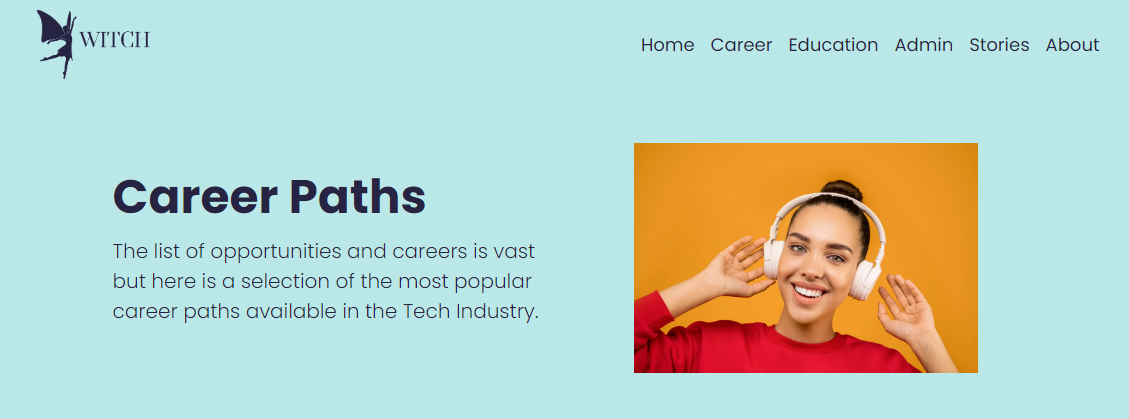 WITCH
Home Career Education Admin Stories About
Career Paths
The list of opportunities and careers is vast
but here is a selection of the most popular
career paths available in the Tech Industry.